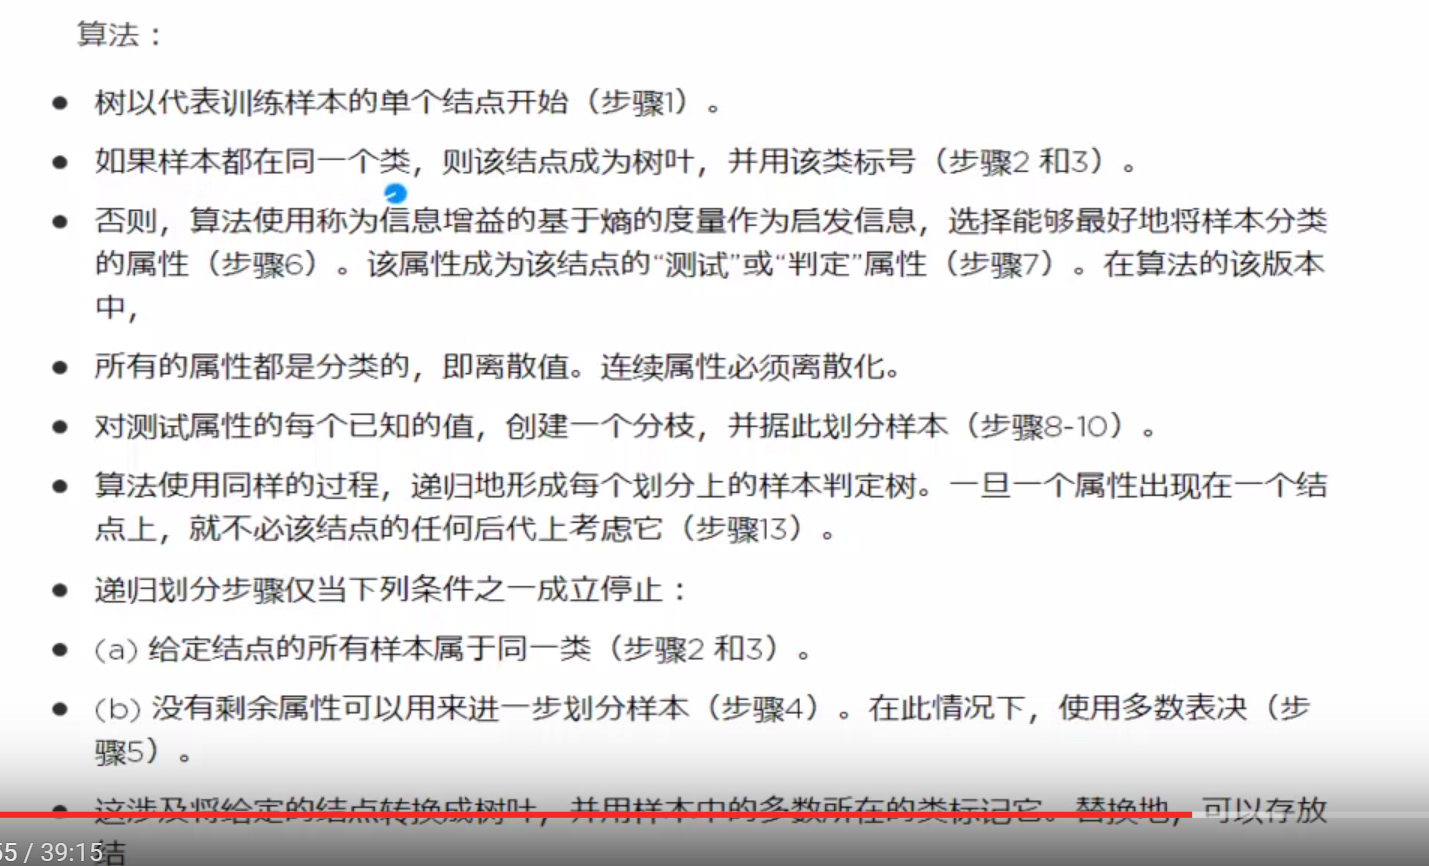 算法：
● 树以代表训练样本的单个结点开始（步骤1）。
● 如果样本都在同一个类，则该结点成为树叶，并用该类标号（步骤2 和3）。
● 否则，算法使用称为信息增益的基于熵的度量作为启发信息，选择能够最好地将样本分类
的属性（步骤6）。该属性成为该结点的“测试”或“判定”属性（步骤7）。在算法的该版本
中，
● 所有的属性都是分类的，即离散值。连续属性必须离散化。
● 对测试属性的每个已知的值，创建一个分枝，并据此划分样本（步骤8-10）。
● 算法使用同样的过程，递归地形成每个划分上的样本判定树。一旦一个属性出现在一个结
点上，就不必该结点的任何后代上考虑它（步骤13）。
● 递归划分步骤仅当下列条件之一成立停止：
● (a) 给定结点的所有样本属于同一类（步骤2 和3）。
● (b) 没有剩余属性可以用来进一步划分样本（步骤4）。在此情况下，使用多数表决（步
骤5）。
● 这涉及将给定的结点转换成树叶，并用样本中的多数所在的类标记它。替换地，可以存放
结
55 / 39:15